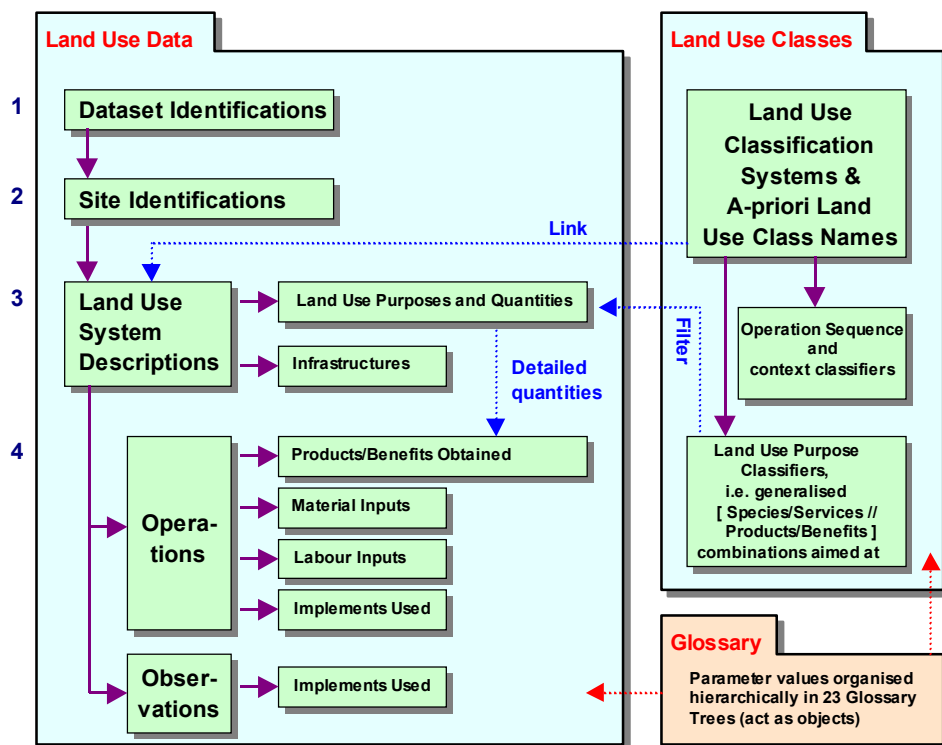 Land Use Data
1
Dataset Identifications
2
Site Identifications
3
Land Use
System
Descriptions
Land Use Purposes and Quantities
Infrastructures
Detailed
quantities
4
Opera-
tions
Products/Benefits Obtained
Material Inputs
Labour Inputs
Implements Used
Obser-
vations
Implements Used
Link
Filter
Land Use Classes
Land Use
Classification
Systems &
A-priori Land
Use Class Names
Operation Sequence
and
context classifiers
Land Use Purpose
Classifiers,
i.e. generalised
[ Species/Services //
Products/Benefits ]
combinations aimed at
Glossary
Parameter values organised
hierarchically in 23 Glossary
Trees (act as objects)